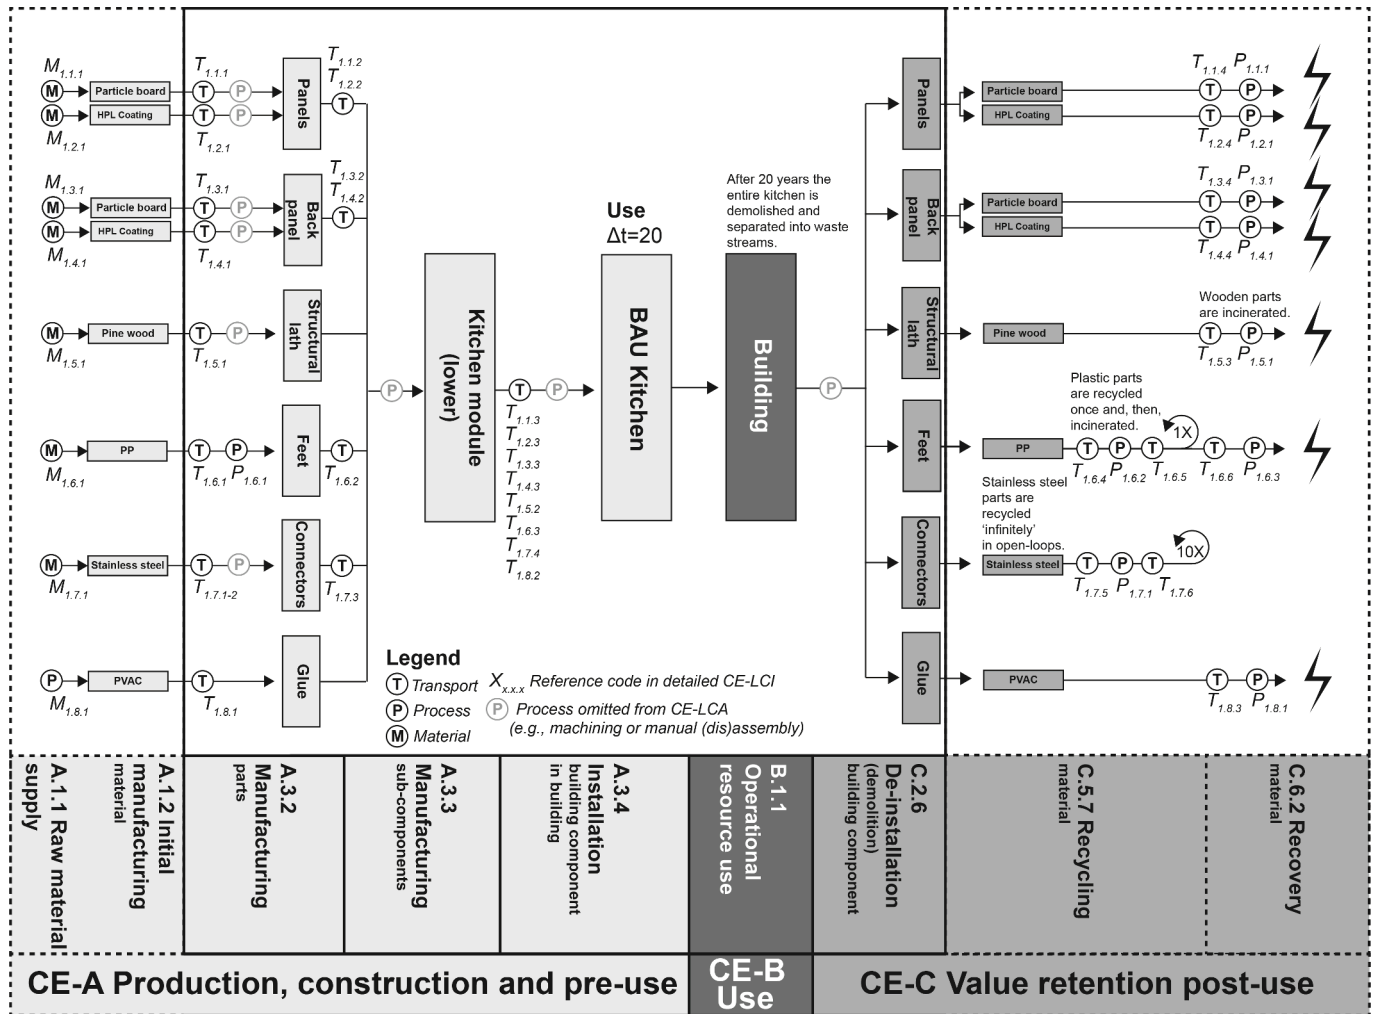 M1.1.1
M
Particle board
T1.1.1
T
P
M
HPL Coating
T
P
M1.2.1
T1.2.1
Panels
T1.1.2
T1.2.2
T
M1.3.1
M
Particle board
T1.3.1
T
P
M
HPL Coating
T
P
M1.4.1
T1.4.1
Back
panel
T1.3.2
T1.4.2
T
M
Pine wood
T
P
M1.5.1
T1.5.1
Structural
lath
M
PP
T
P
M1.6.1
T1.6.1
P1.6.1
Feet
T
T1.6.2
M
Stainless steel
T
P
M1.7.1
T1.7.1-2
Connectors
T
T1.7.3
P
PVAC
T
M1.8.1
T1.8.1
Glue
P
Kitchen module
(lower)
T
P
T1.1.3
T1.2.3
T1.3.3
T1.4.3
T1.5.2
T1.6.3
T1.7.4
T1.8.2
Use
Δt=20
BAU Kitchen
After 20 years the
entire kitchen is
demolished and
separated into waste
streams.
Building
P
Panels
Particle board
T1.1.4
P1.1.1
T
P
HPL Coating
T
P
T1.2.4
P1.2.1
Back
panel
Particle board
T1.3.4
P1.3.1
T
P
HPL Coating
T
P
T1.4.4
P1.4.1
Structural
lath
Pine wood
Wooden parts
are incinerated.
T
P
T1.5.3
P1.5.1
Feet
PP
Plastic parts
are recycled
once and, then,
incinerated.
1X
T
P
T
T
P
T1.6.4
P1.6.2
T1.6.5
T1.6.6
P1.6.3
Connectors
Stainless steel
parts are
recycled
‘infinitely’
in open-loops.
Stainless steel
T
P
T
10X
T1.7.5
P1.7.1
T1.7.6
Glue
PVAC
T
P
T1.8.3
P1.8.1
Legend
T Transport
Xx.x.x Reference code in detailed CE-LCI
P Process
P Process omitted from CE-LCA
(e.g., machining or manual (dis)assembly)
M Material
A.1.1 Raw material
supply
A.1.2 Initial
manufacturing
material
A.3.2
Manufacturing
parts
A.3.3
Manufacturing
sub-components
A.3.4
Installation
building component
in building
B.1.1
Operational
resource use
C.2.6
De-installation
(demolition)
building component
C.5.7 Recycling
material
C.6.2 Recovery
material
CE-A Production, construction and pre-use
CE-B
Use
CE-C Value retention post-use